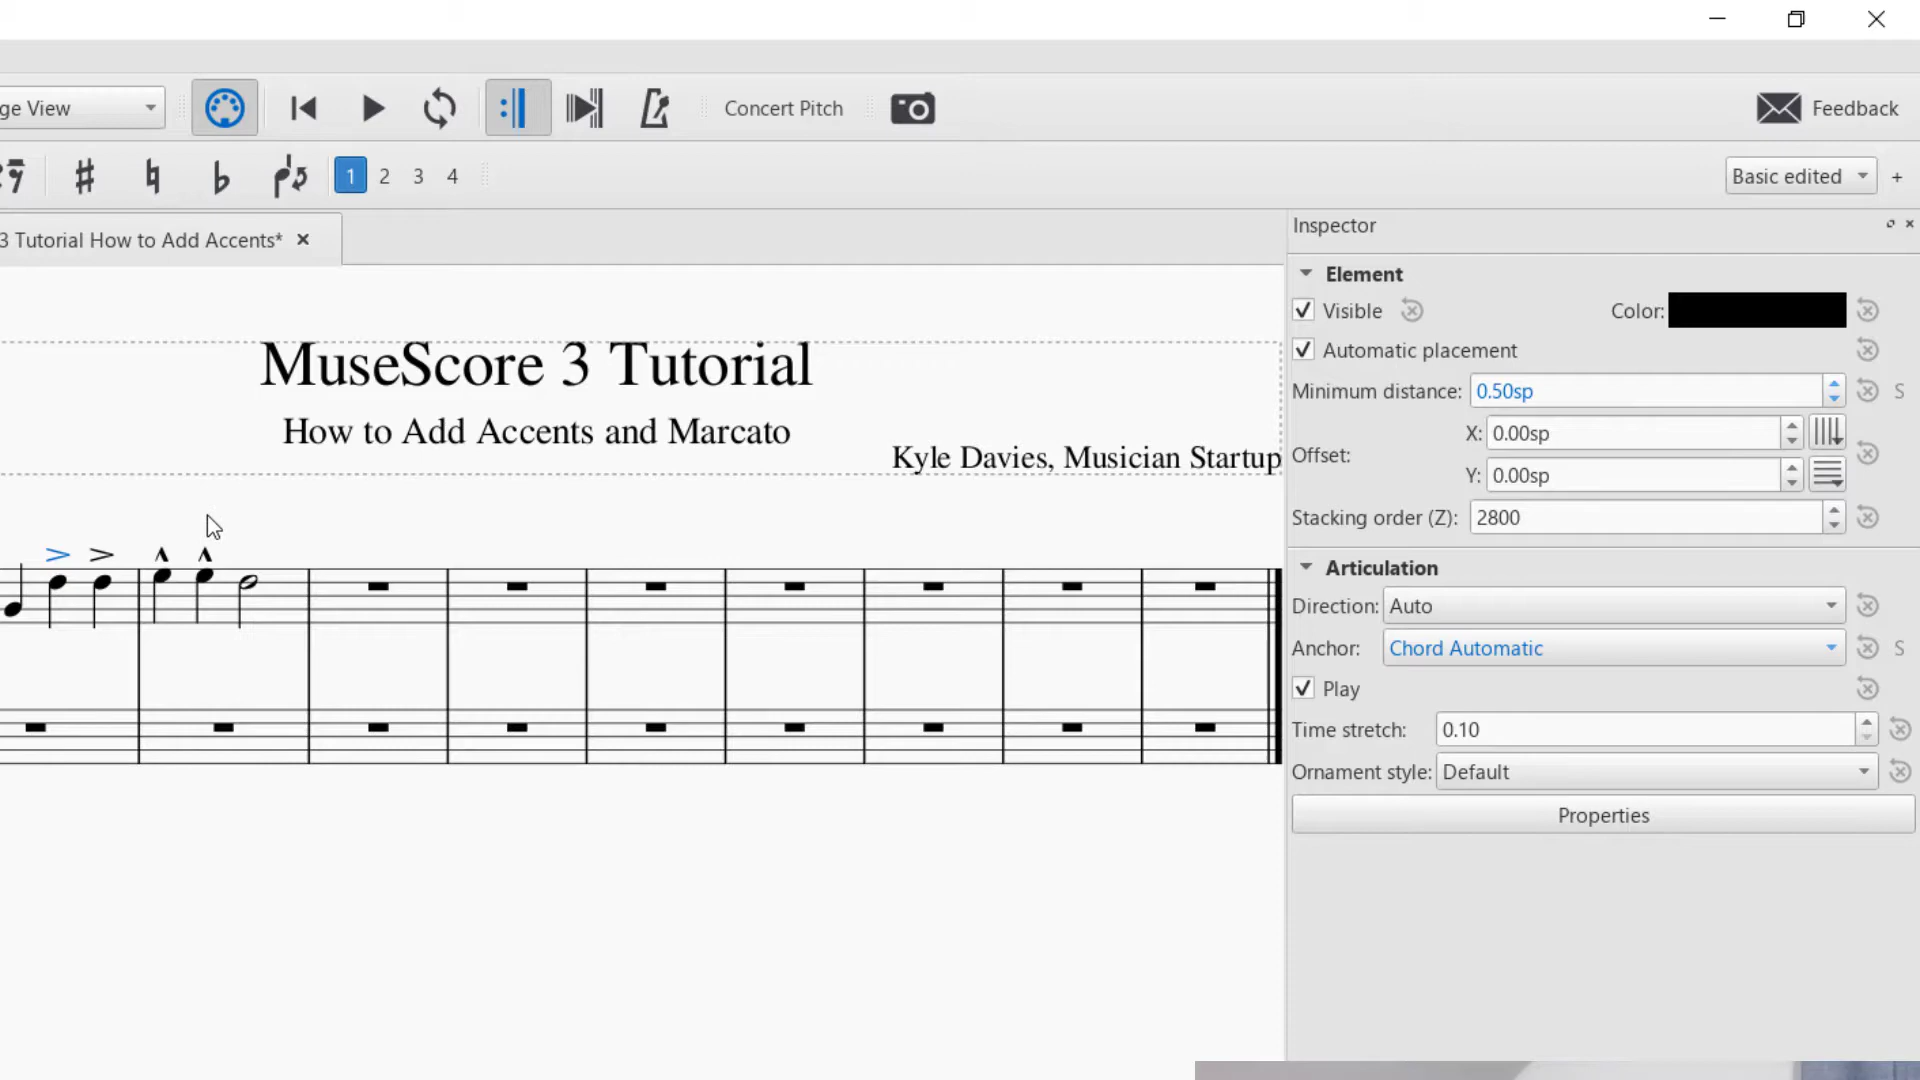 ge View
Concert Pitch
Feedback
1 2 3 4
Basic edited +
3 Tutorial How to Add Accents*
Inspector
Element
Visible
Color:
Automatic placement
Minimum distance: 0.50sp S
Offset:
X: 0.00sp
Y: 0.00sp
Stacking order (Z): 2800
Articulation
Direction: Auto
Anchor: Chord Automatic S
Play
Time stretch: 0.10
Ornament style: Default
Properties
MuseScore 3 Tutorial
How to Add Accents and Marcato
Kyle Davies, Musician Startup